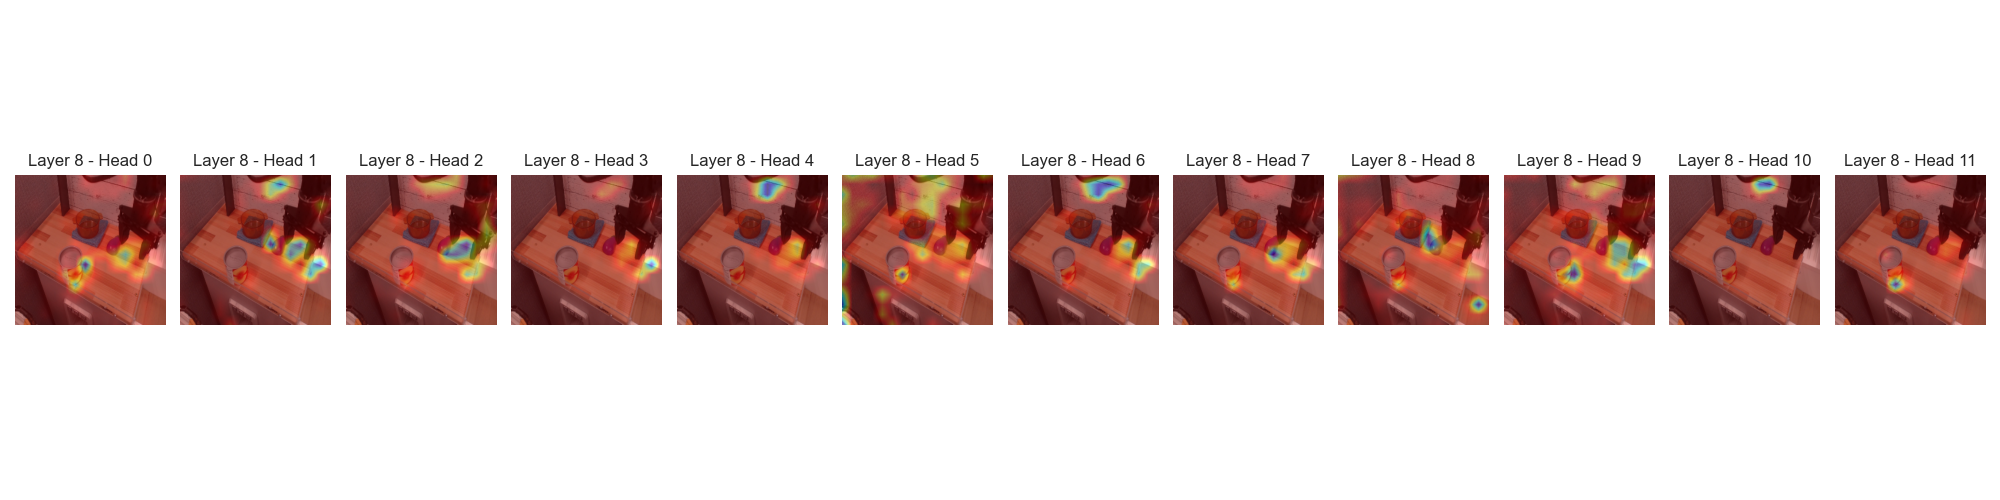 Layer 8 - Head 0
Layer 8 - Head 1
Layer 8 - Head 2
Layer 8 - Head 3
Layer 8 - Head 4
Layer 8 - Head 5
Layer 8 - Head 6
Layer 8 - Head 7
Layer 8 - Head 8
Layer 8 - Head 9
Layer 8 - Head 10
Layer 8 - Head 11